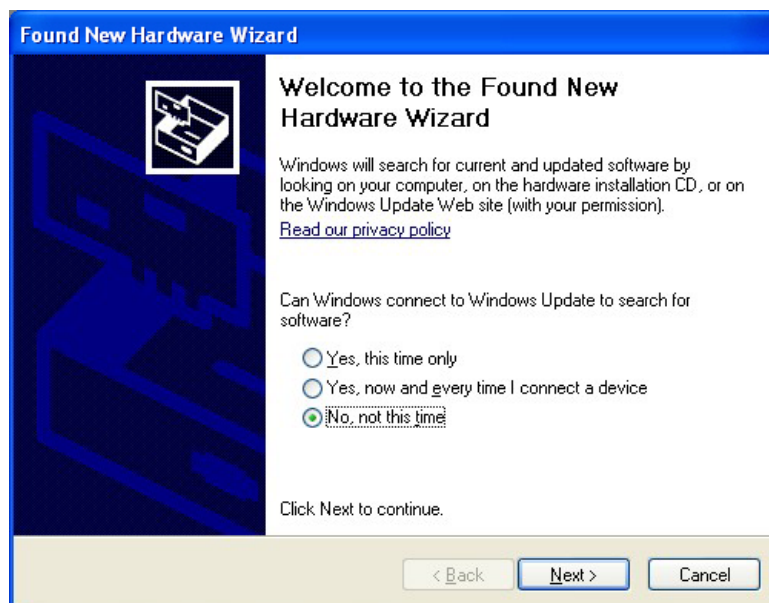 Found New Hardware Wizard
Welcome to the Found New
Hardware Wizard
Windows will search for current and updated software by
looking on your computer, on the hardware installation CD, or on
the Windows Update Web site (with your permission).
Read our privacy policy
Can Windows connect to Windows Update to search for
software?
Yes, this time only
Yes, now and every time I connect a device
No, not this time
Click Next to continue.
< Back
Next >
Cancel